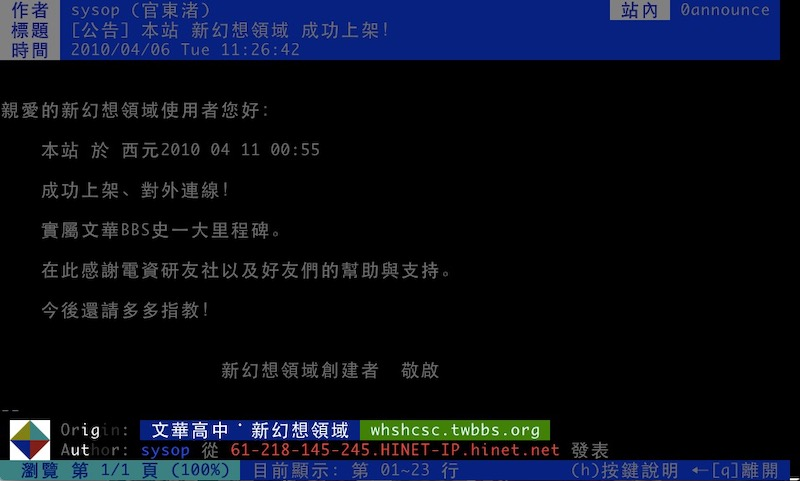 作者 sysop (官東渚) 站內 0announce
標題 [公告] 本站 新幻想領域 成功上架!
時間 2010/04/06 Tue 11:26:42
親愛的新幻想領域使用者您好:
本站 於 西元2010 04 11 00:55
成功上架、對外連線!
實屬文華BBS史一大里程碑。
在此感謝電資研友社以及好友們的幫助與支持。
今後還請多多指教!
新幻想領域創建者 敬啟
--
Origin: 文華高中˙新幻想領域 whshcsc.twbbs.org
Author: sysop 從 61-218-145-245.HINET-IP.hinet.net 發表
瀏覽 第 1/1 頁 (100%) 目前顯示: 第 01~23 行 (h)按鍵說明 ←[q]離開